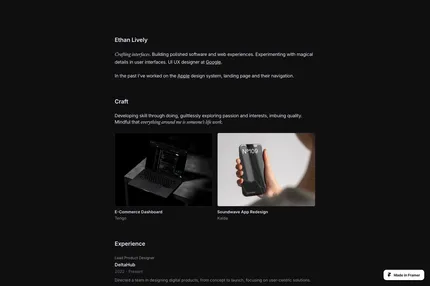 Ethan Lively
Crafting interfaces. Building polished software and web experiences. Experimenting with magical
details in user interfaces. UI UX designer at Google.
In the past I've worked on the Apple design system, landing page and their navigation.
Craft
Developing skill through doing, guiltlessly exploring passion and interests, imbuing quality.
Mindful that everything around me is someone's life work.
Nº109
E-Commerce Dashboard
Soundwave App Redesign
Experience
Lead Product Designer
DeltaHub
2022 - Present
Directed a team in designing digital products, from concept to launch, focusing on user-centric solutions.
Made in Framer